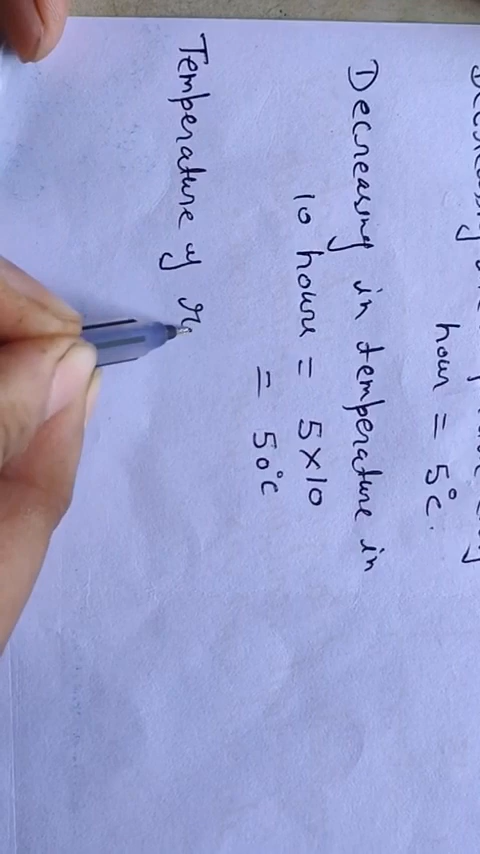 hour = 5°C.
Decreasing in temperature in
10 hours = 5×10
= 50°C
Temperature of